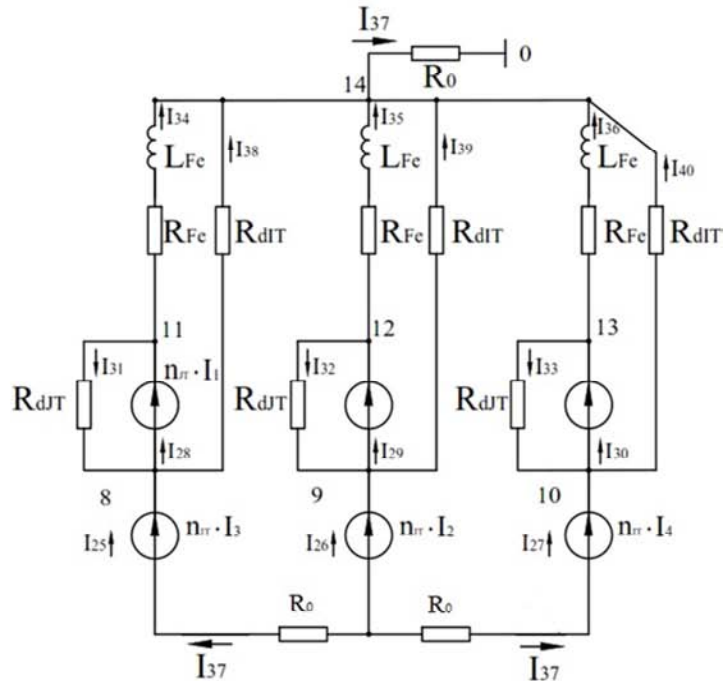 I37
0
R0
14
I34 I38 I35 I39 I36 I40
LFe LFe LFe
RFe RdIT RFe RdIT RFe RdIT
11 12 13
I31 nJT·I1 I32 I33
RdJT RdJT RdJT
I28 I29 I30
8 9 10
I25 nJT·I3 I26 nJT·I2 I27 nJT·I4
R0 R0
I37 I37